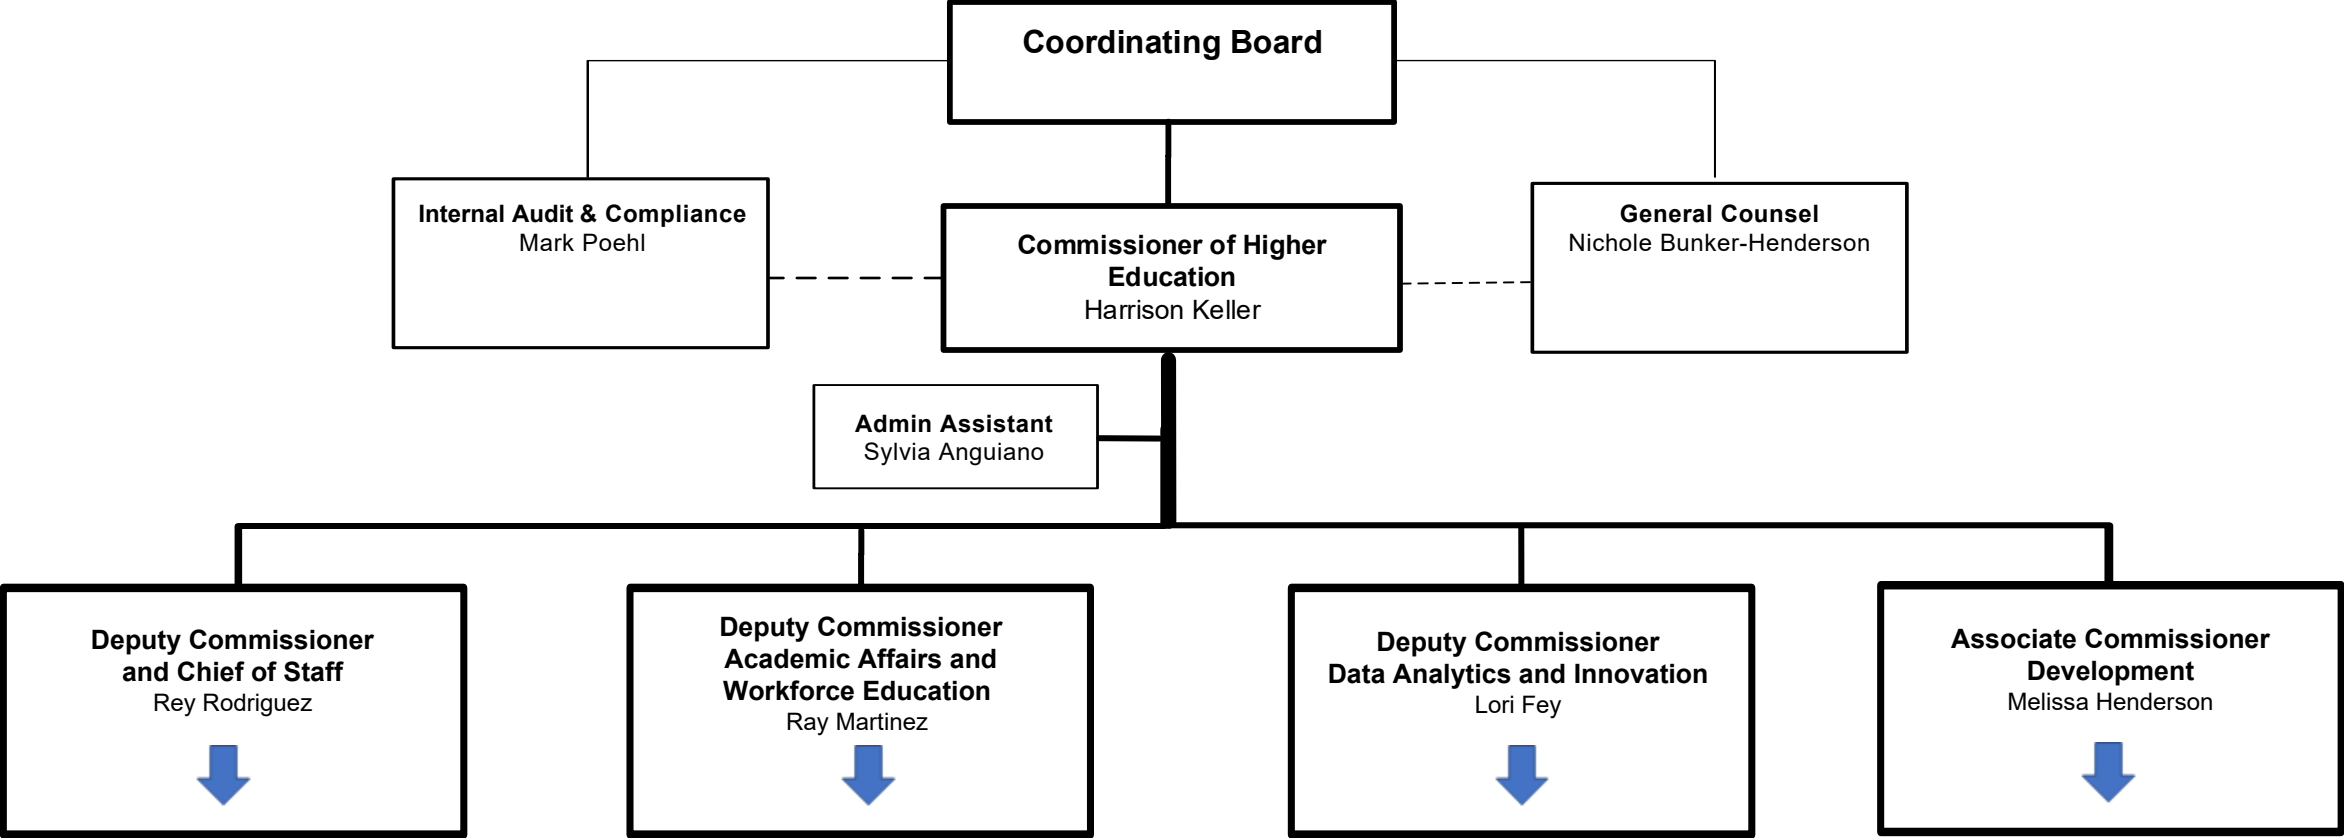 Coordinating Board
Internal Audit & Compliance
Mark Poehl
Commissioner of Higher
Education
Harrison Keller
General Counsel
Nichole Bunker-Henderson
Admin Assistant
Sylvia Anguiano
Deputy Commissioner
and Chief of Staff
Rey Rodriguez
Deputy Commissioner
Academic Affairs and
Workforce Education
Ray Martinez
Deputy Commissioner
Data Analytics and Innovation
Lori Fey
Associate Commissioner
Development
Melissa Henderson